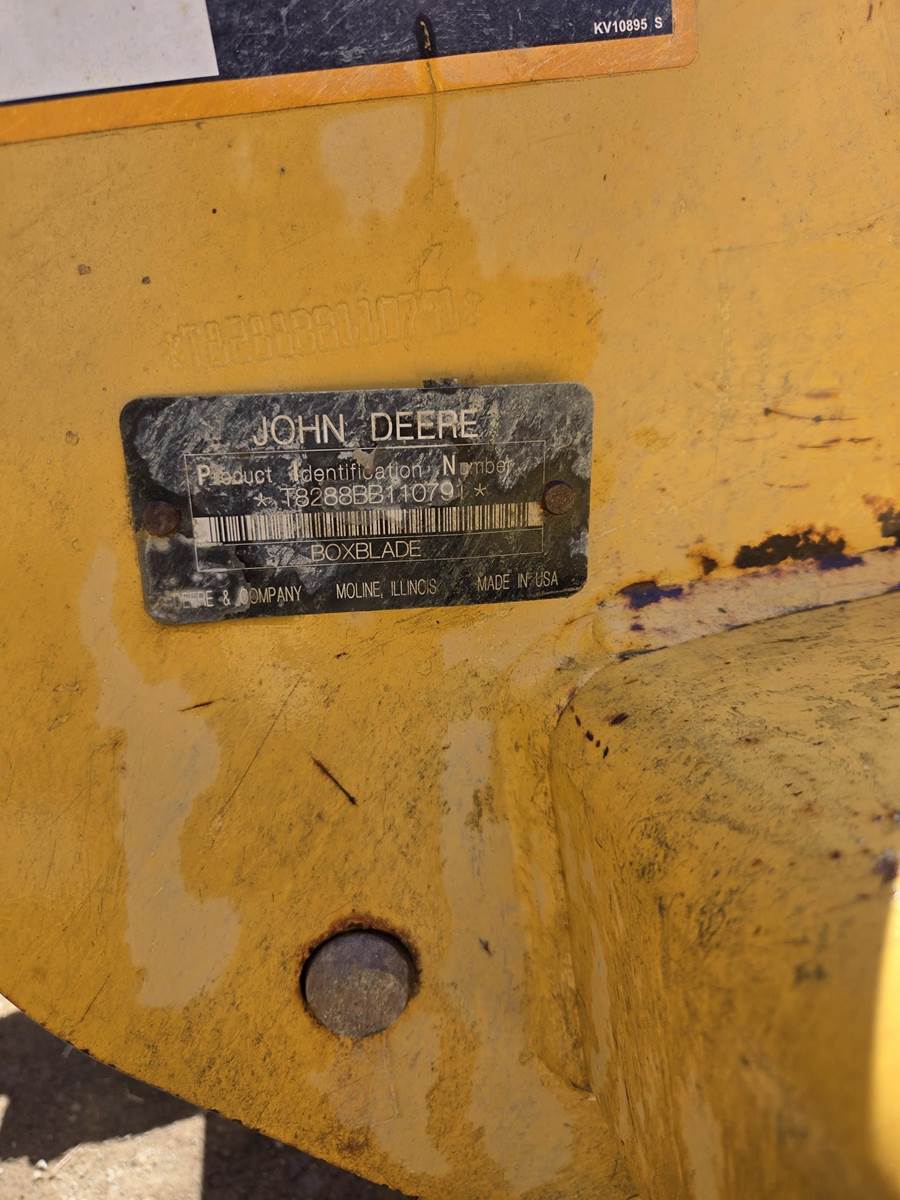 KV10895 S
JOHN DEERE
Product Identification Number
* T8288BB110791 *
BOXBLADE
DEERE & COMPANY MOLINE, ILLINOIS MADE IN USA